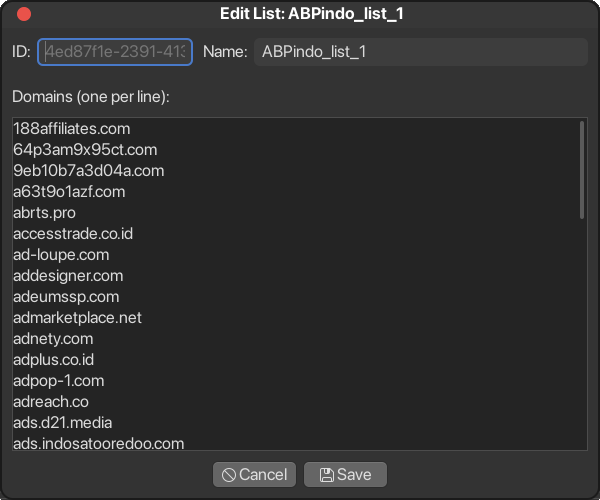 Edit List: ABPindo_list_1
ID: 4ed87f1e-2391-413 Name: ABPindo_list_1
Domains (one per line):
188affiliates.com
64p3am9x95ct.com
9eb10b7a3d04a.com
a63t9o1azf.com
abrts.pro
accesstrade.co.id
ad-loupe.com
addesigner.com
adeumssp.com
admarketplace.net
adnety.com
adplus.co.id
adpop-1.com
adreach.co
ads.d21.media
ads.indosatooredoo.com
Cancel Save